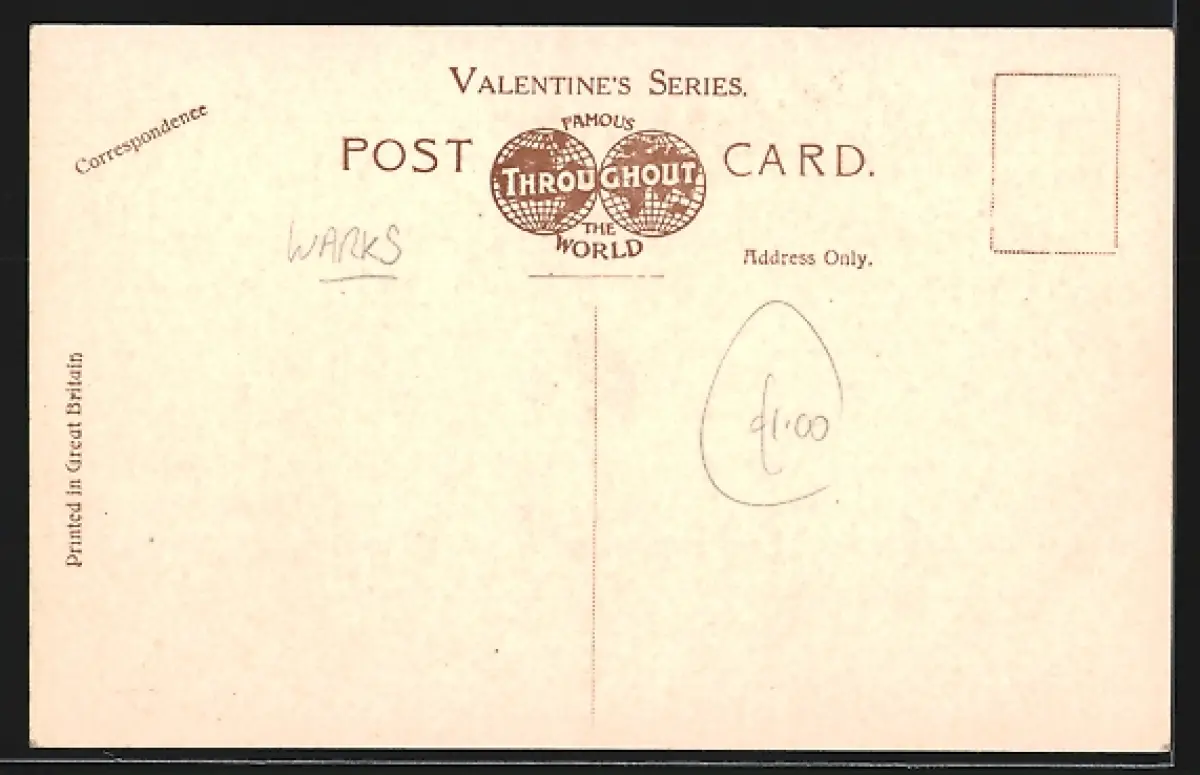 VALENTINE'S SERIES.
Correspondence
POST CARD.
FAMOUS
THROUGHOUT
THE
WORLD
WARKS
Address Only.
Printed in Great Britain
£1.00